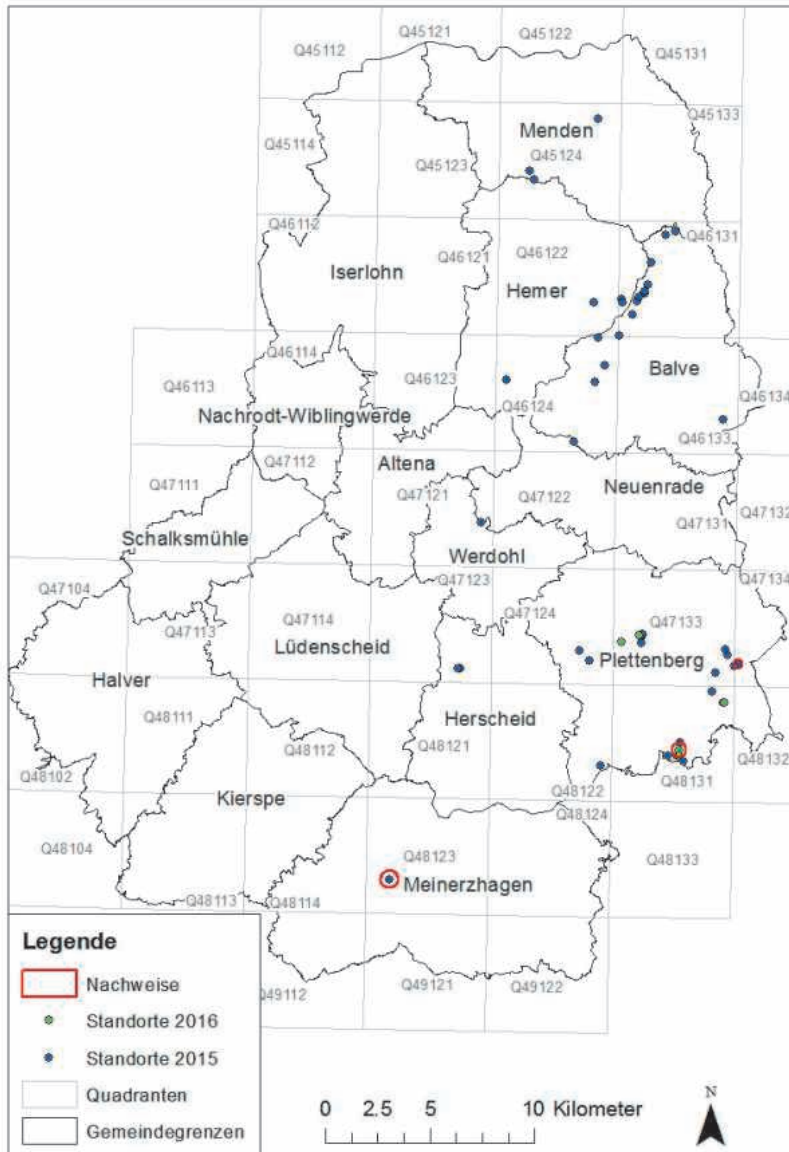 Q45121
Q45122
Q45112
Q45131
Q45133
Menden
Q45114
Q45124
Q45123
Q46112
Q46131
Q46121
Q46122
Iserlohn
Hemer
Q46114
Balve
Q46113
Q46123
Q46134
Nachrodt-Wiblingwerde
Q46124
Q46133
Altena
Q47112
Q47111
Q47121
Q47122
Neuenrade
Q47132
Q47131
Schalksmühle
Werdohl
Q47123
Q47134
Q47104
Q47124
Q47114
Q47133
Q47113
Lüdenscheid
Plettenberg
Halver
Herscheid
Q48111
Q48112
Q48121
Q48132
Q48102
Q48131
Q48122
Kierspe
Q48124
Q48104
Q48123
Q48133
Meinerzhagen
Q48113
Q48114
Legende
Nachweise
Standorte 2016
Standorte 2015
Quadranten
Gemeindegrenzen
Q49112
Q49121
Q49122
N
0 2.5 5 10 Kilometer